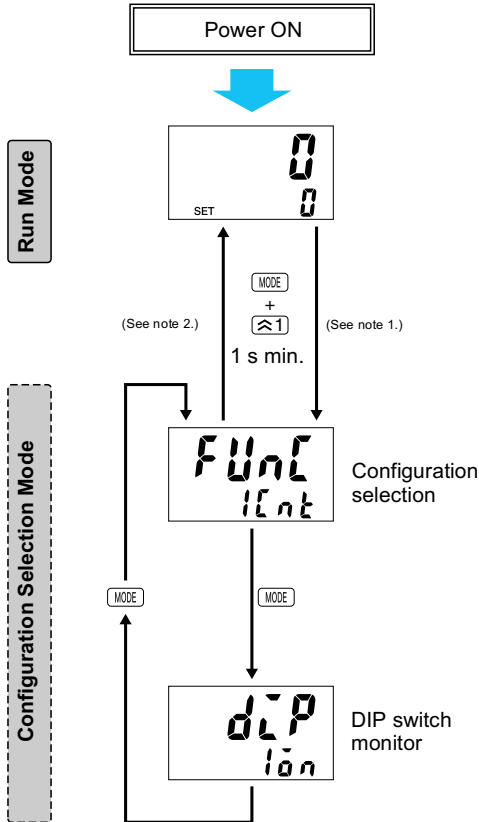 Power ON
Run Mode
0
SET 0
MODE
+
1
(See note 2.) (See note 1.)
1 s min.
Configuration Selection Mode
FUnC
1Cnt
Configuration
selection
MODE MODE
diP
1on
DIP switch
monitor